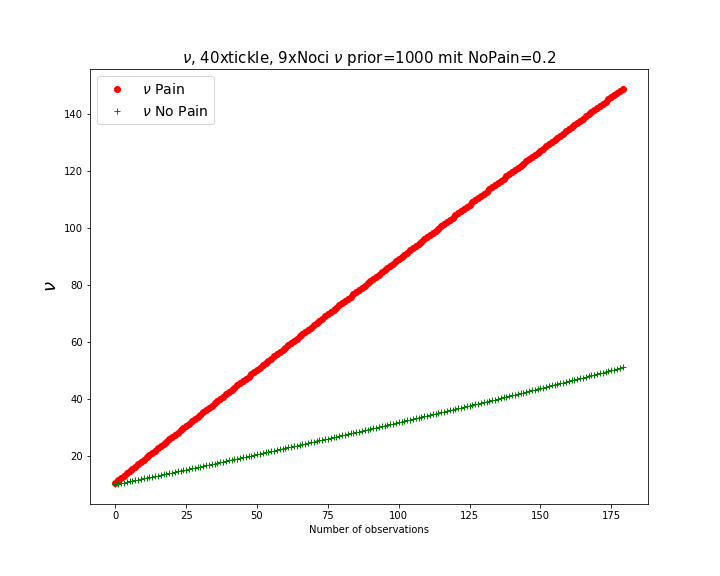 ν, 40xtickle, 9xNoci ν prior=1000 mit NoPain=0.2
ν Pain
ν No Pain
140
120
100
80
60
40
20
ν
0 25 50 75 100 125 150 175
Number of observations